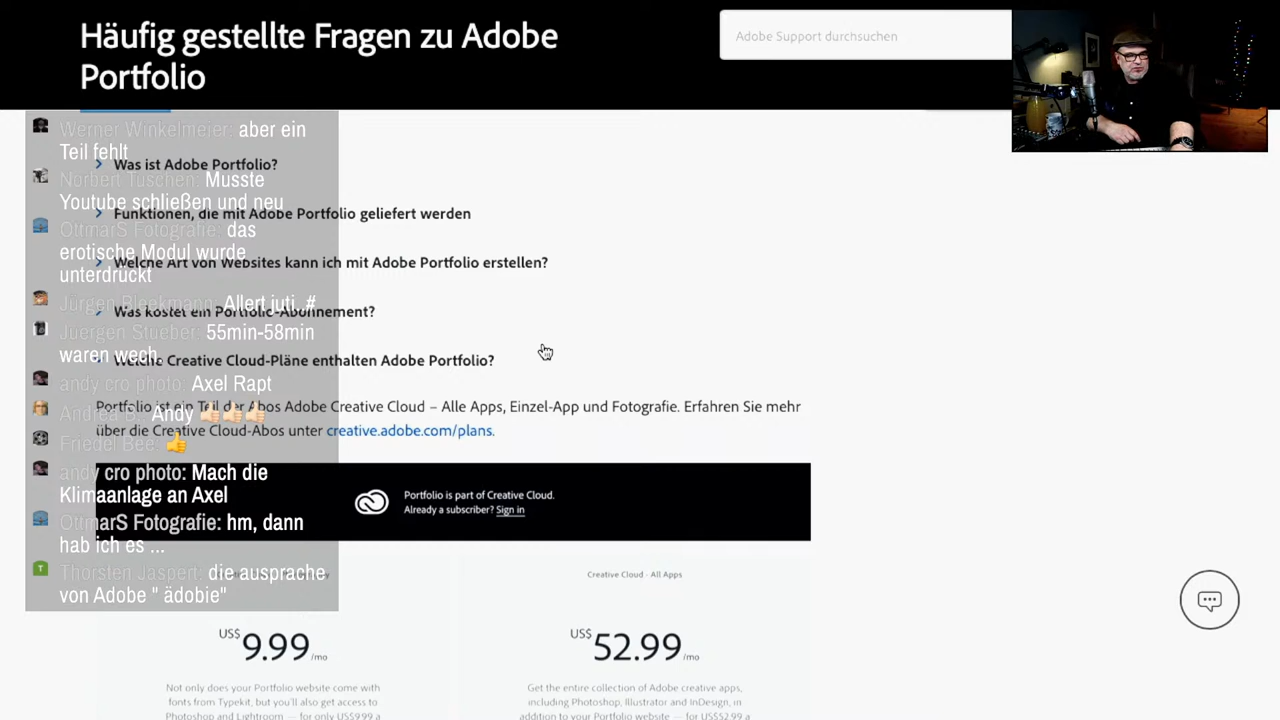 Häufig gestellte Fragen zu Adobe
Portfolio
Adobe Support durchsuchen
Werner Winkelmeier: aber ein
Teil fehlt
Norbert Tüschen: Musste
Youtube schließen und neu
OttmarS Fotografie: das
erotische Modul wurde
unterdrückt
Jürgen Bleekmann: Allert juti..#
Juergen Stueber: 55min-58min
waren wech.
andy cro photo: Axel Rapt
Andrea B.: Andy 👍🏻👍🏻👍🏻
Friedel Bee: 👍
andy cro photo: Mach die
Klimaanlage an Axel
OttmarS Fotografie: hm, dann
hab ich es ...
T
Thorsten Jaspert: die ausprache
von Adobe " ädobie"
Was ist Adobe Portfolio?
Funktionen, die mit Adobe Portfolio geliefert werden
Welche Art von Websites kann ich mit Adobe Portfolio erstellen?
Was kostet ein Portfolio-Abonnement?
Welche Creative Cloud-Pläne enthalten Adobe Portfolio?
Portfolio ist ein Teil der Abos Adobe Creative Cloud – Alle Apps, Einzel-App und Fotografie. Erfahren Sie mehr
über die Creative Cloud-Abos unter creative.adobe.com/plans.
Portfolio is part of Creative Cloud.
Already a subscriber? Sign in
US$ 9.99 /mo
Not only does your Portfolio website come with
fonts from Typekit, but you'll also get access to
Photoshop and Lightroom — for only US$9.99 a
Creative Cloud - All Apps
US$ 52.99 /mo
Get the entire collection of Adobe creative apps,
including Photoshop, Illustrator and InDesign, in
addition to your Portfolio website — for US$52.99 a